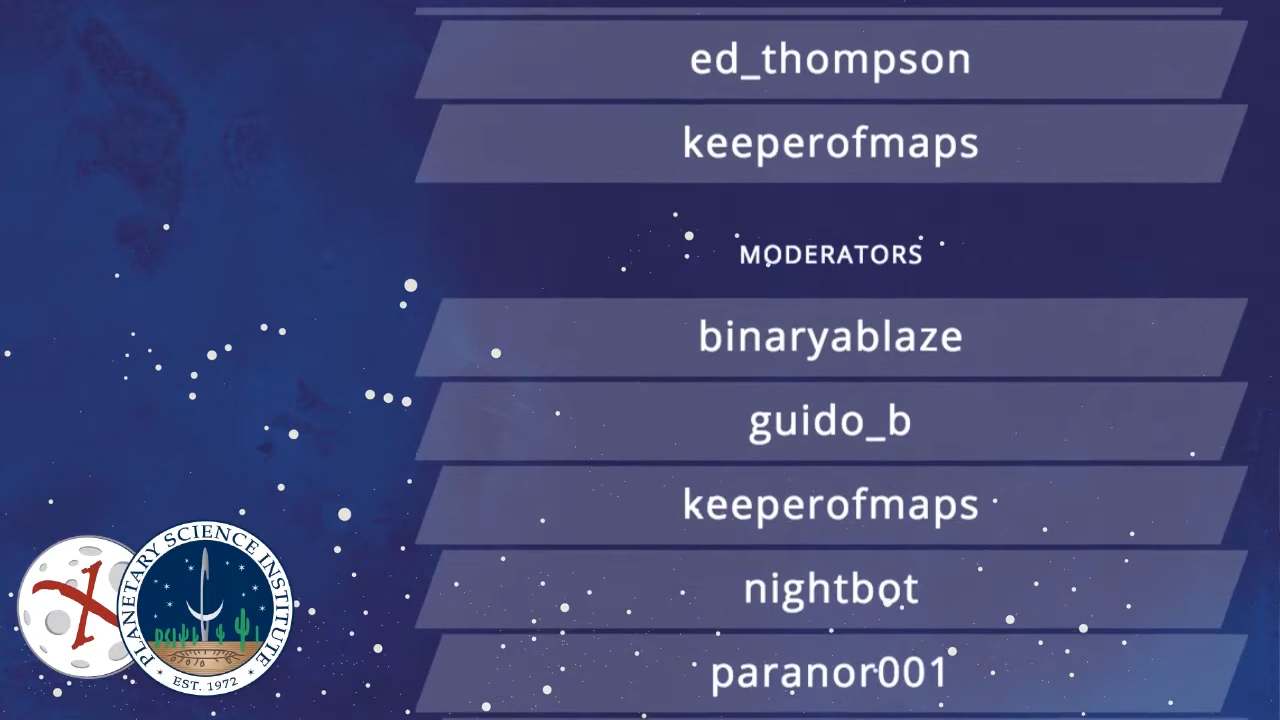 ed_thompson
keeperofmaps
MODERATORS
binaryablaze
guido_b
keeperofmaps
nightbot
paranor001
X
PLANETARY SCIENCE INSTITUTE
EST. 1972